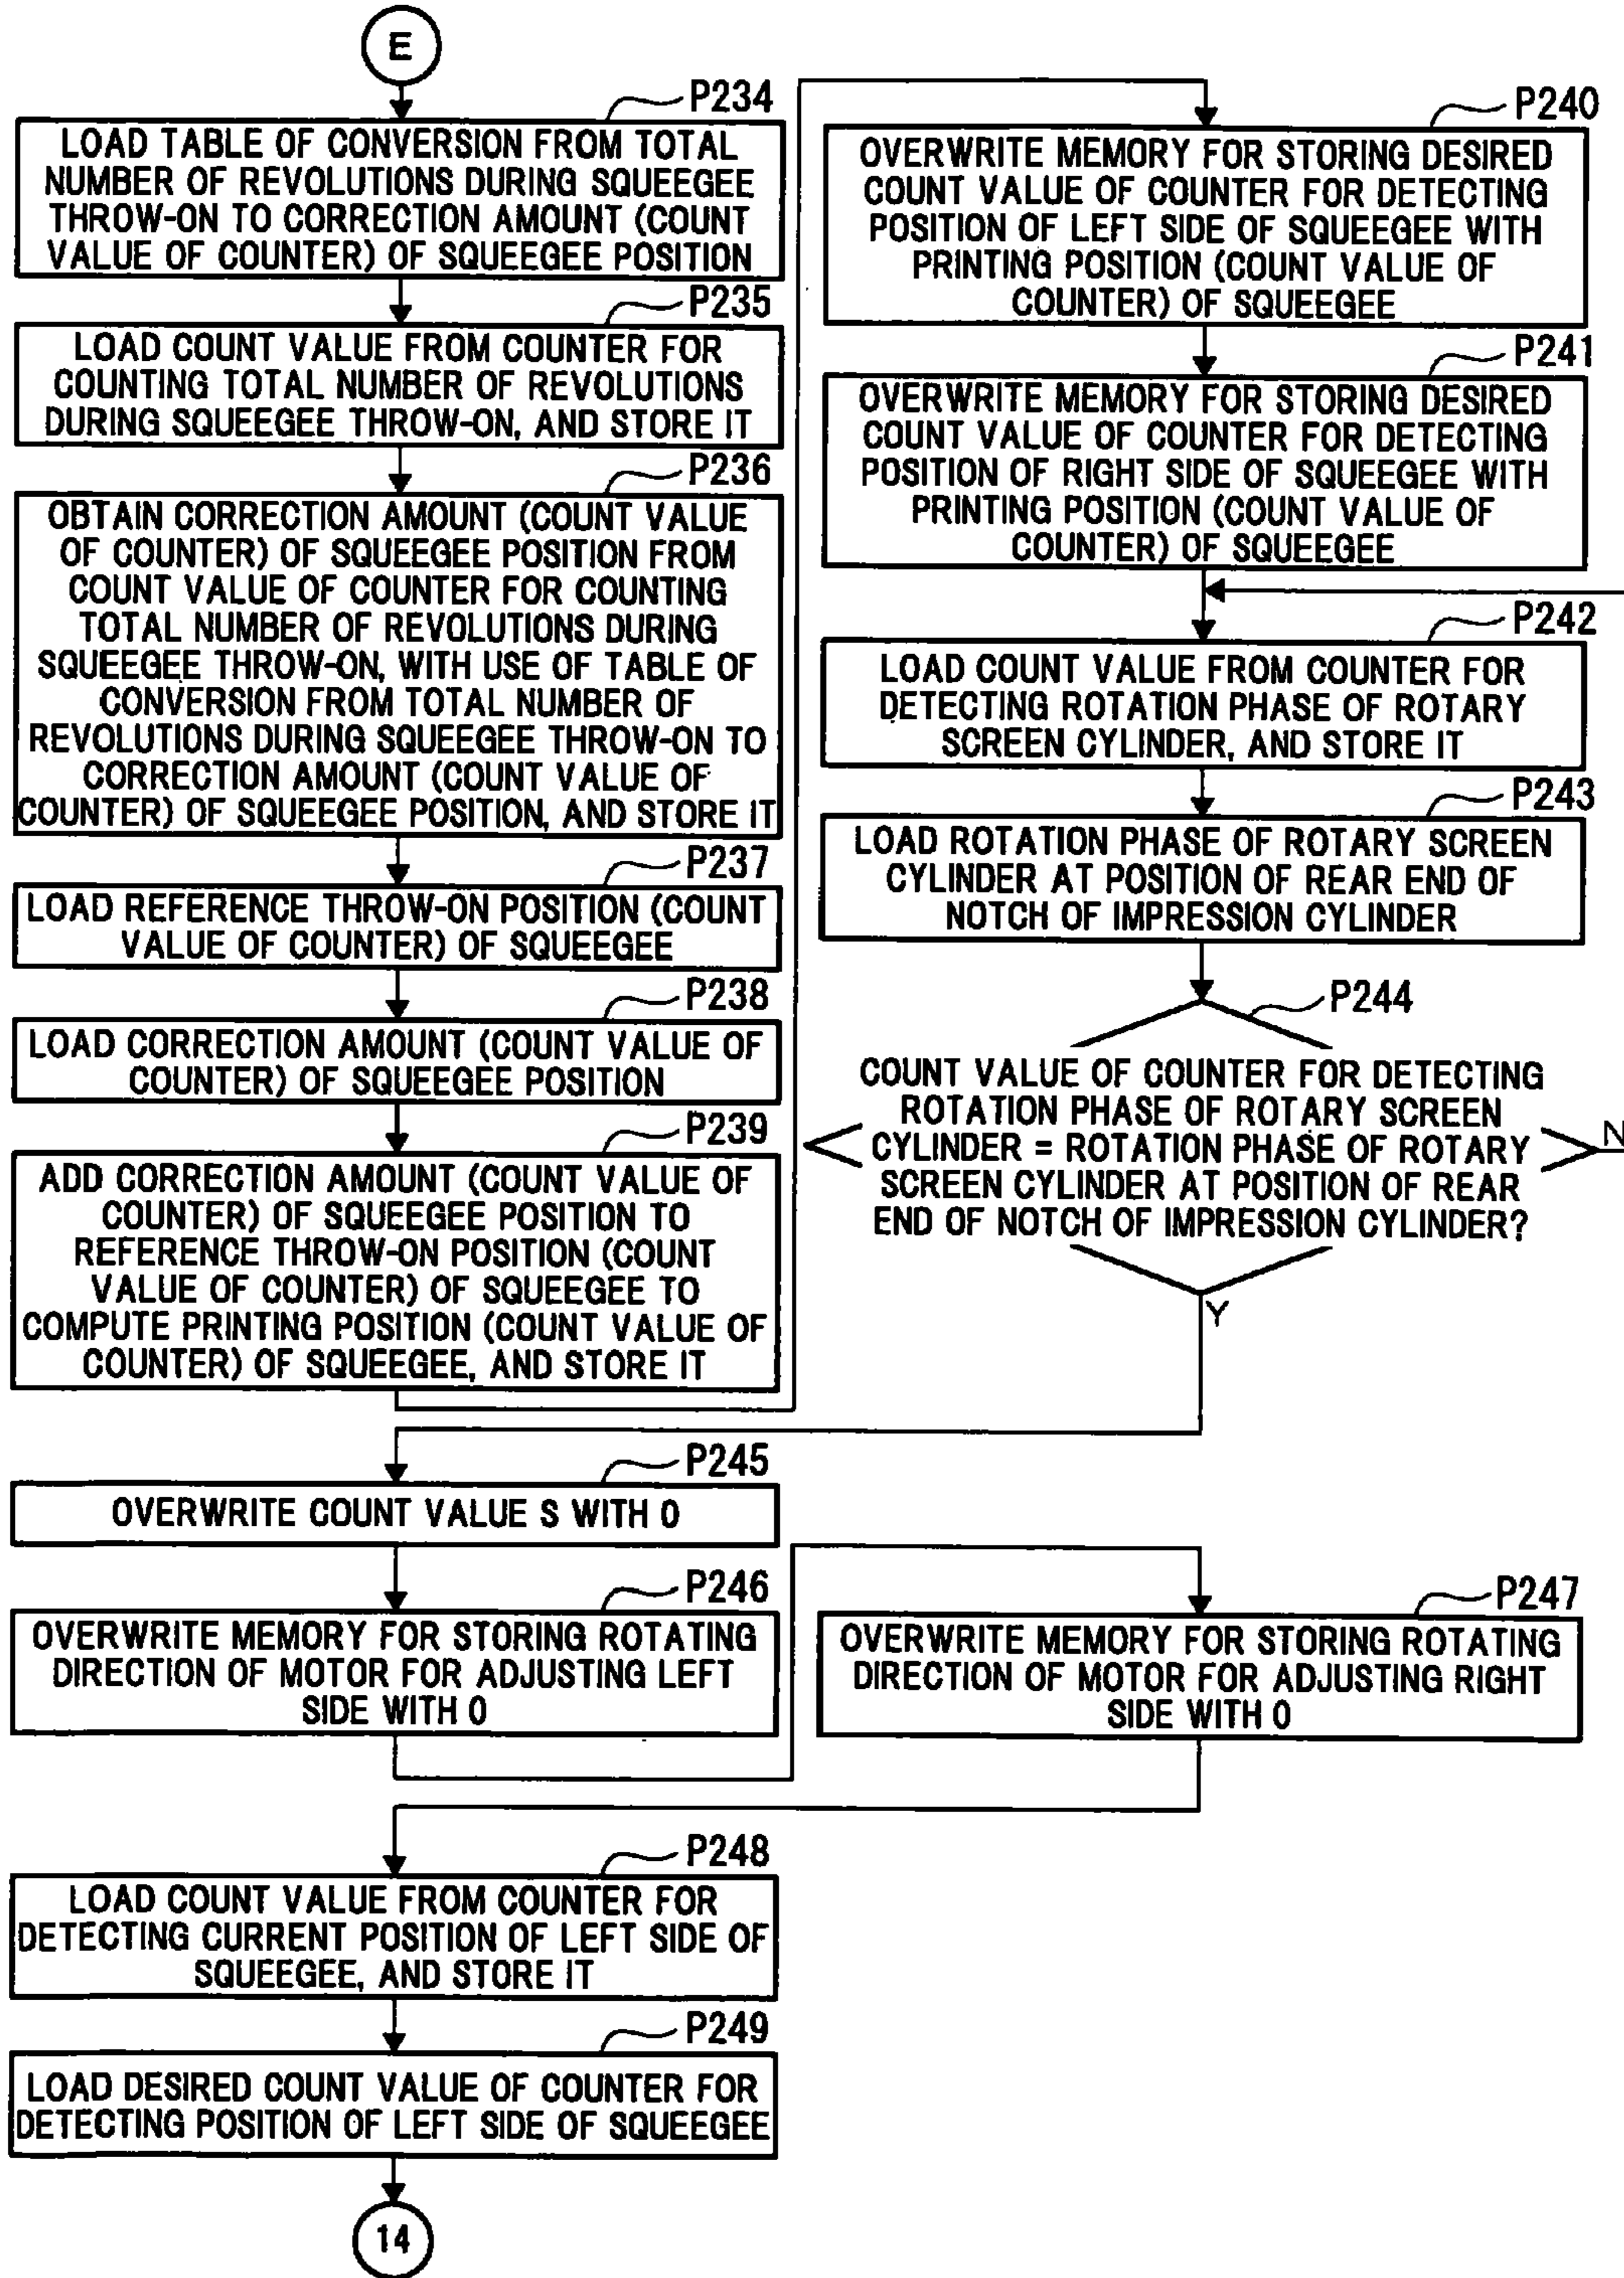 E
P234
LOAD TABLE OF CONVERSION FROM TOTAL
NUMBER OF REVOLUTIONS DURING SQUEEGEE
THROW-ON TO CORRECTION AMOUNT (COUNT
VALUE OF COUNTER) OF SQUEEGEE POSITION
P235
LOAD COUNT VALUE FROM COUNTER FOR
COUNTING TOTAL NUMBER OF REVOLUTIONS
DURING SQUEEGEE THROW-ON, AND STORE IT
P236
OBTAIN CORRECTION AMOUNT (COUNT VALUE
OF COUNTER) OF SQUEEGEE POSITION FROM
COUNT VALUE OF COUNTER FOR COUNTING
TOTAL NUMBER OF REVOLUTIONS DURING
SQUEEGEE THROW-ON, WITH USE OF TABLE OF
CONVERSION FROM TOTAL NUMBER OF
REVOLUTIONS DURING SQUEEGEE THROW-ON TO
CORRECTION AMOUNT (COUNT VALUE OF
COUNTER) OF SQUEEGEE POSITION, AND STORE IT
P237
LOAD REFERENCE THROW-ON POSITION (COUNT
VALUE OF COUNTER) OF SQUEEGEE
P238
LOAD CORRECTION AMOUNT (COUNT VALUE OF
COUNTER) OF SQUEEGEE POSITION
P239
ADD CORRECTION AMOUNT (COUNT VALUE OF
COUNTER) OF SQUEEGEE POSITION TO
REFERENCE THROW-ON POSITION (COUNT
VALUE OF COUNTER) OF SQUEEGEE TO
COMPUTE PRINTING POSITION (COUNT VALUE OF
COUNTER) OF SQUEEGEE, AND STORE IT
P240
OVERWRITE MEMORY FOR STORING DESIRED
COUNT VALUE OF COUNTER FOR DETECTING
POSITION OF LEFT SIDE OF SQUEEGEE WITH
PRINTING POSITION (COUNT VALUE OF
COUNTER) OF SQUEEGEE
P241
OVERWRITE MEMORY FOR STORING DESIRED
COUNT VALUE OF COUNTER FOR DETECTING
POSITION OF RIGHT SIDE OF SQUEEGEE WITH
PRINTING POSITION (COUNT VALUE OF
COUNTER) OF SQUEEGEE
P242
LOAD COUNT VALUE FROM COUNTER FOR
DETECTING ROTATION PHASE OF ROTARY
SCREEN CYLINDER, AND STORE IT
P243
LOAD ROTATION PHASE OF ROTARY SCREEN
CYLINDER AT POSITION OF REAR END OF
NOTCH OF IMPRESSION CYLINDER
P244
COUNT VALUE OF COUNTER FOR DETECTING
ROTATION PHASE OF ROTARY SCREEN
CYLINDER = ROTATION PHASE OF ROTARY
SCREEN CYLINDER AT POSITION OF REAR
END OF NOTCH OF IMPRESSION CYLINDER?
N
Y
P245
OVERWRITE COUNT VALUE S WITH 0
P246
OVERWRITE MEMORY FOR STORING ROTATING
DIRECTION OF MOTOR FOR ADJUSTING LEFT
SIDE WITH 0
P247
OVERWRITE MEMORY FOR STORING ROTATING
DIRECTION OF MOTOR FOR ADJUSTING RIGHT
SIDE WITH 0
P248
LOAD COUNT VALUE FROM COUNTER FOR
DETECTING CURRENT POSITION OF LEFT SIDE OF
SQUEEGEE, AND STORE IT
P249
LOAD DESIRED COUNT VALUE OF COUNTER FOR
DETECTING POSITION OF LEFT SIDE OF SQUEEGEE
14